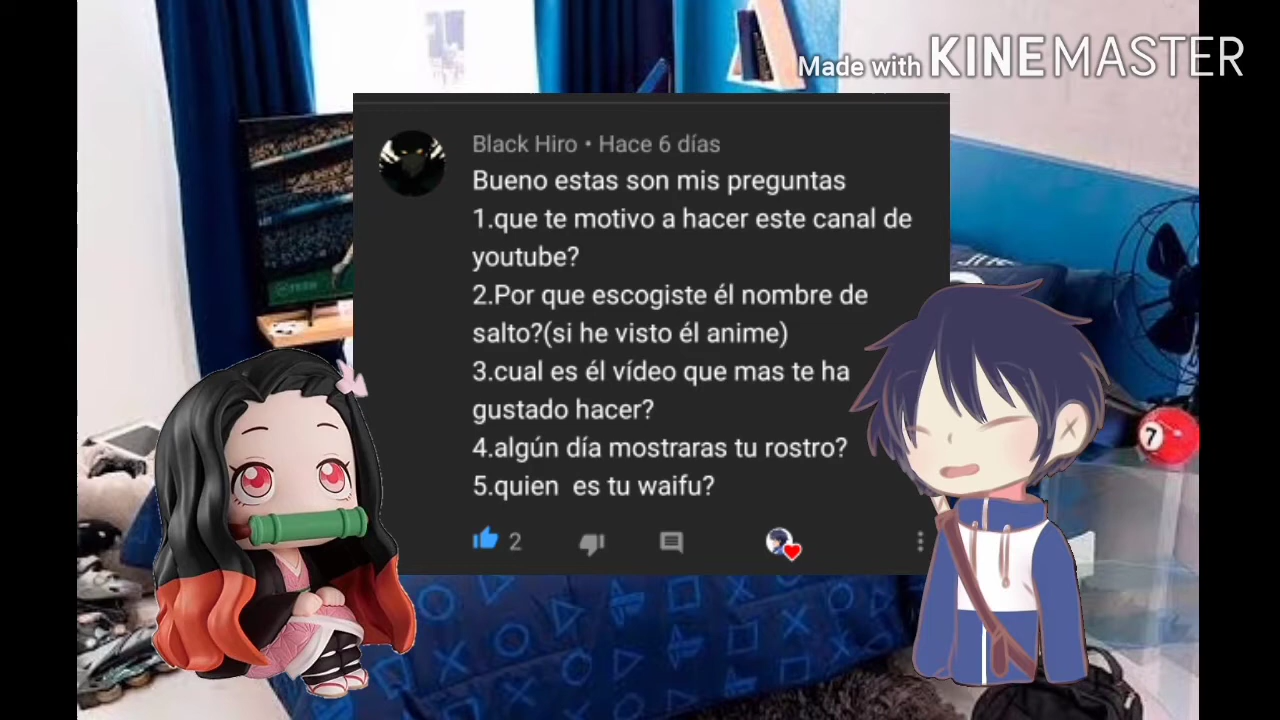 Made with KINEMASTER
Black Hiro • Hace 6 días
Bueno estas son mis preguntas
1.que te motivo a hacer este canal de
youtube?
2.Por que escogiste él nombre de
salto?(si he visto él anime)
3.cual es él vídeo que mas te ha
gustado hacer?
4.algún día mostraras tu rostro?
5.quien  es tu waifu?
2
7